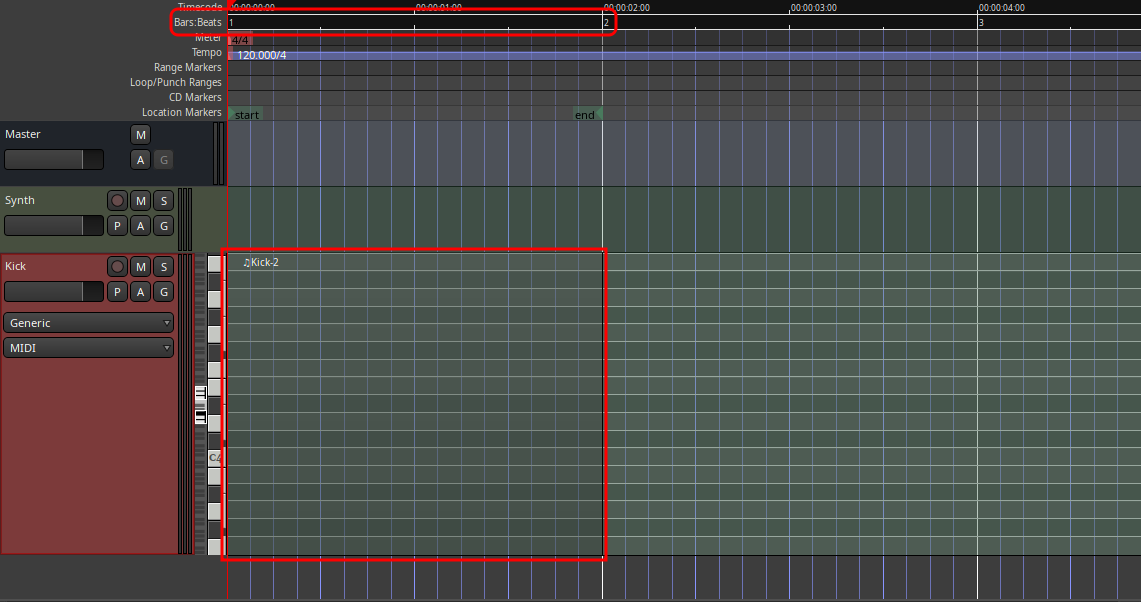 Timecode 00:00:00:00 00:00:01:00 00:00:02:00 00:00:03:00 00:00:04:00
Bars:Beats 1 2 3
Meter 4/4
Tempo 120.000/4
Range Markers
Loop/Punch Ranges
CD Markers
Location Markers start end
Master M
A G
Synth M S
P A G
Kick M S ♫Kick-2
P A G
Generic
MIDI
C4